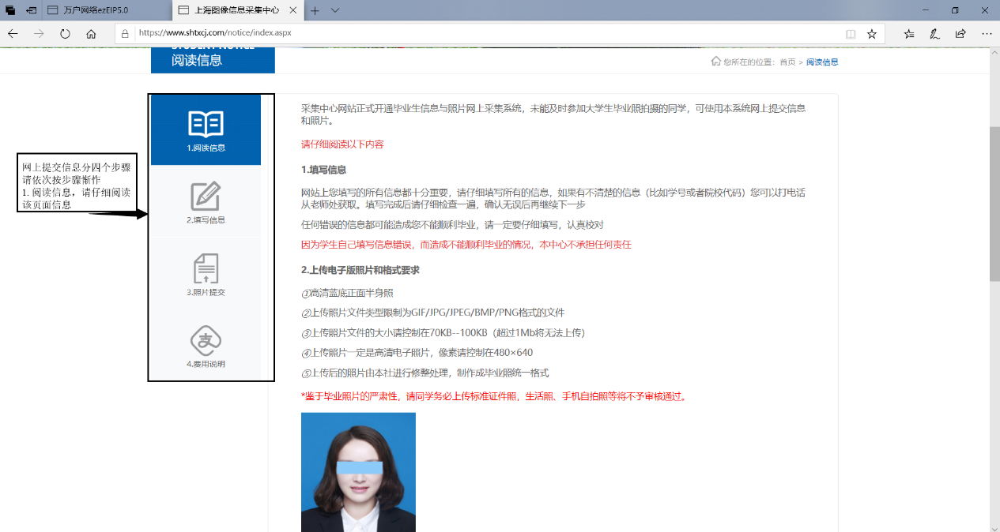 万户网络ezEIP5.0
上海图像信息采集中心
https://www.shtxcj.com/notice/index.aspx
STUDENT NOTICE
阅读信息
您所在的位置：首页 > 阅读信息
网上提交信息分四个步骤
请依次按步骤惭怍
1. 阅读信息，请仔细阅读
该页面信息
1.阅读信息
2.填写信息
3.照片提交
支
4.费用说明
采集中心网站正式开通毕业生信息与照片网上采集系统，未能及时参加大学生毕业照拍摄的同学，可使用本系统网上提交信息
和照片。
请仔细阅读以下内容
1.填写信息
网站上您填写的所有信息都十分重要，请仔细填写所有的信息，如果有不清楚的信息（比如学号或者院校代码）您可以打电话
从老师处获取。填写完成后请仔细检查一遍，确认无误后再继续下一步
任何错误的信息都可能造成您不能顺利毕业，请一定要仔细填写，认真校对
因为学生自己填写信息错误，而造成不能顺利毕业的情况，本中心不承担任何责任
2.上传电子版照片和格式要求
①高清蓝底正面半身照
②上传照片文件类型限制为GIF/JPG/JPEG/BMP/PNG格式的文件
③上传照片文件的大小请控制在70KB--100KB（超过1Mb将无法上传）
④上传照片一定是高清电子照片，像素请控制在480×640
⑤上传后的照片由本社进行修整处理，制作成毕业照统一格式
*鉴于毕业照片的严肃性，请同学务必上传标准证件照，生活照、手机自拍照等将不予审核通过。